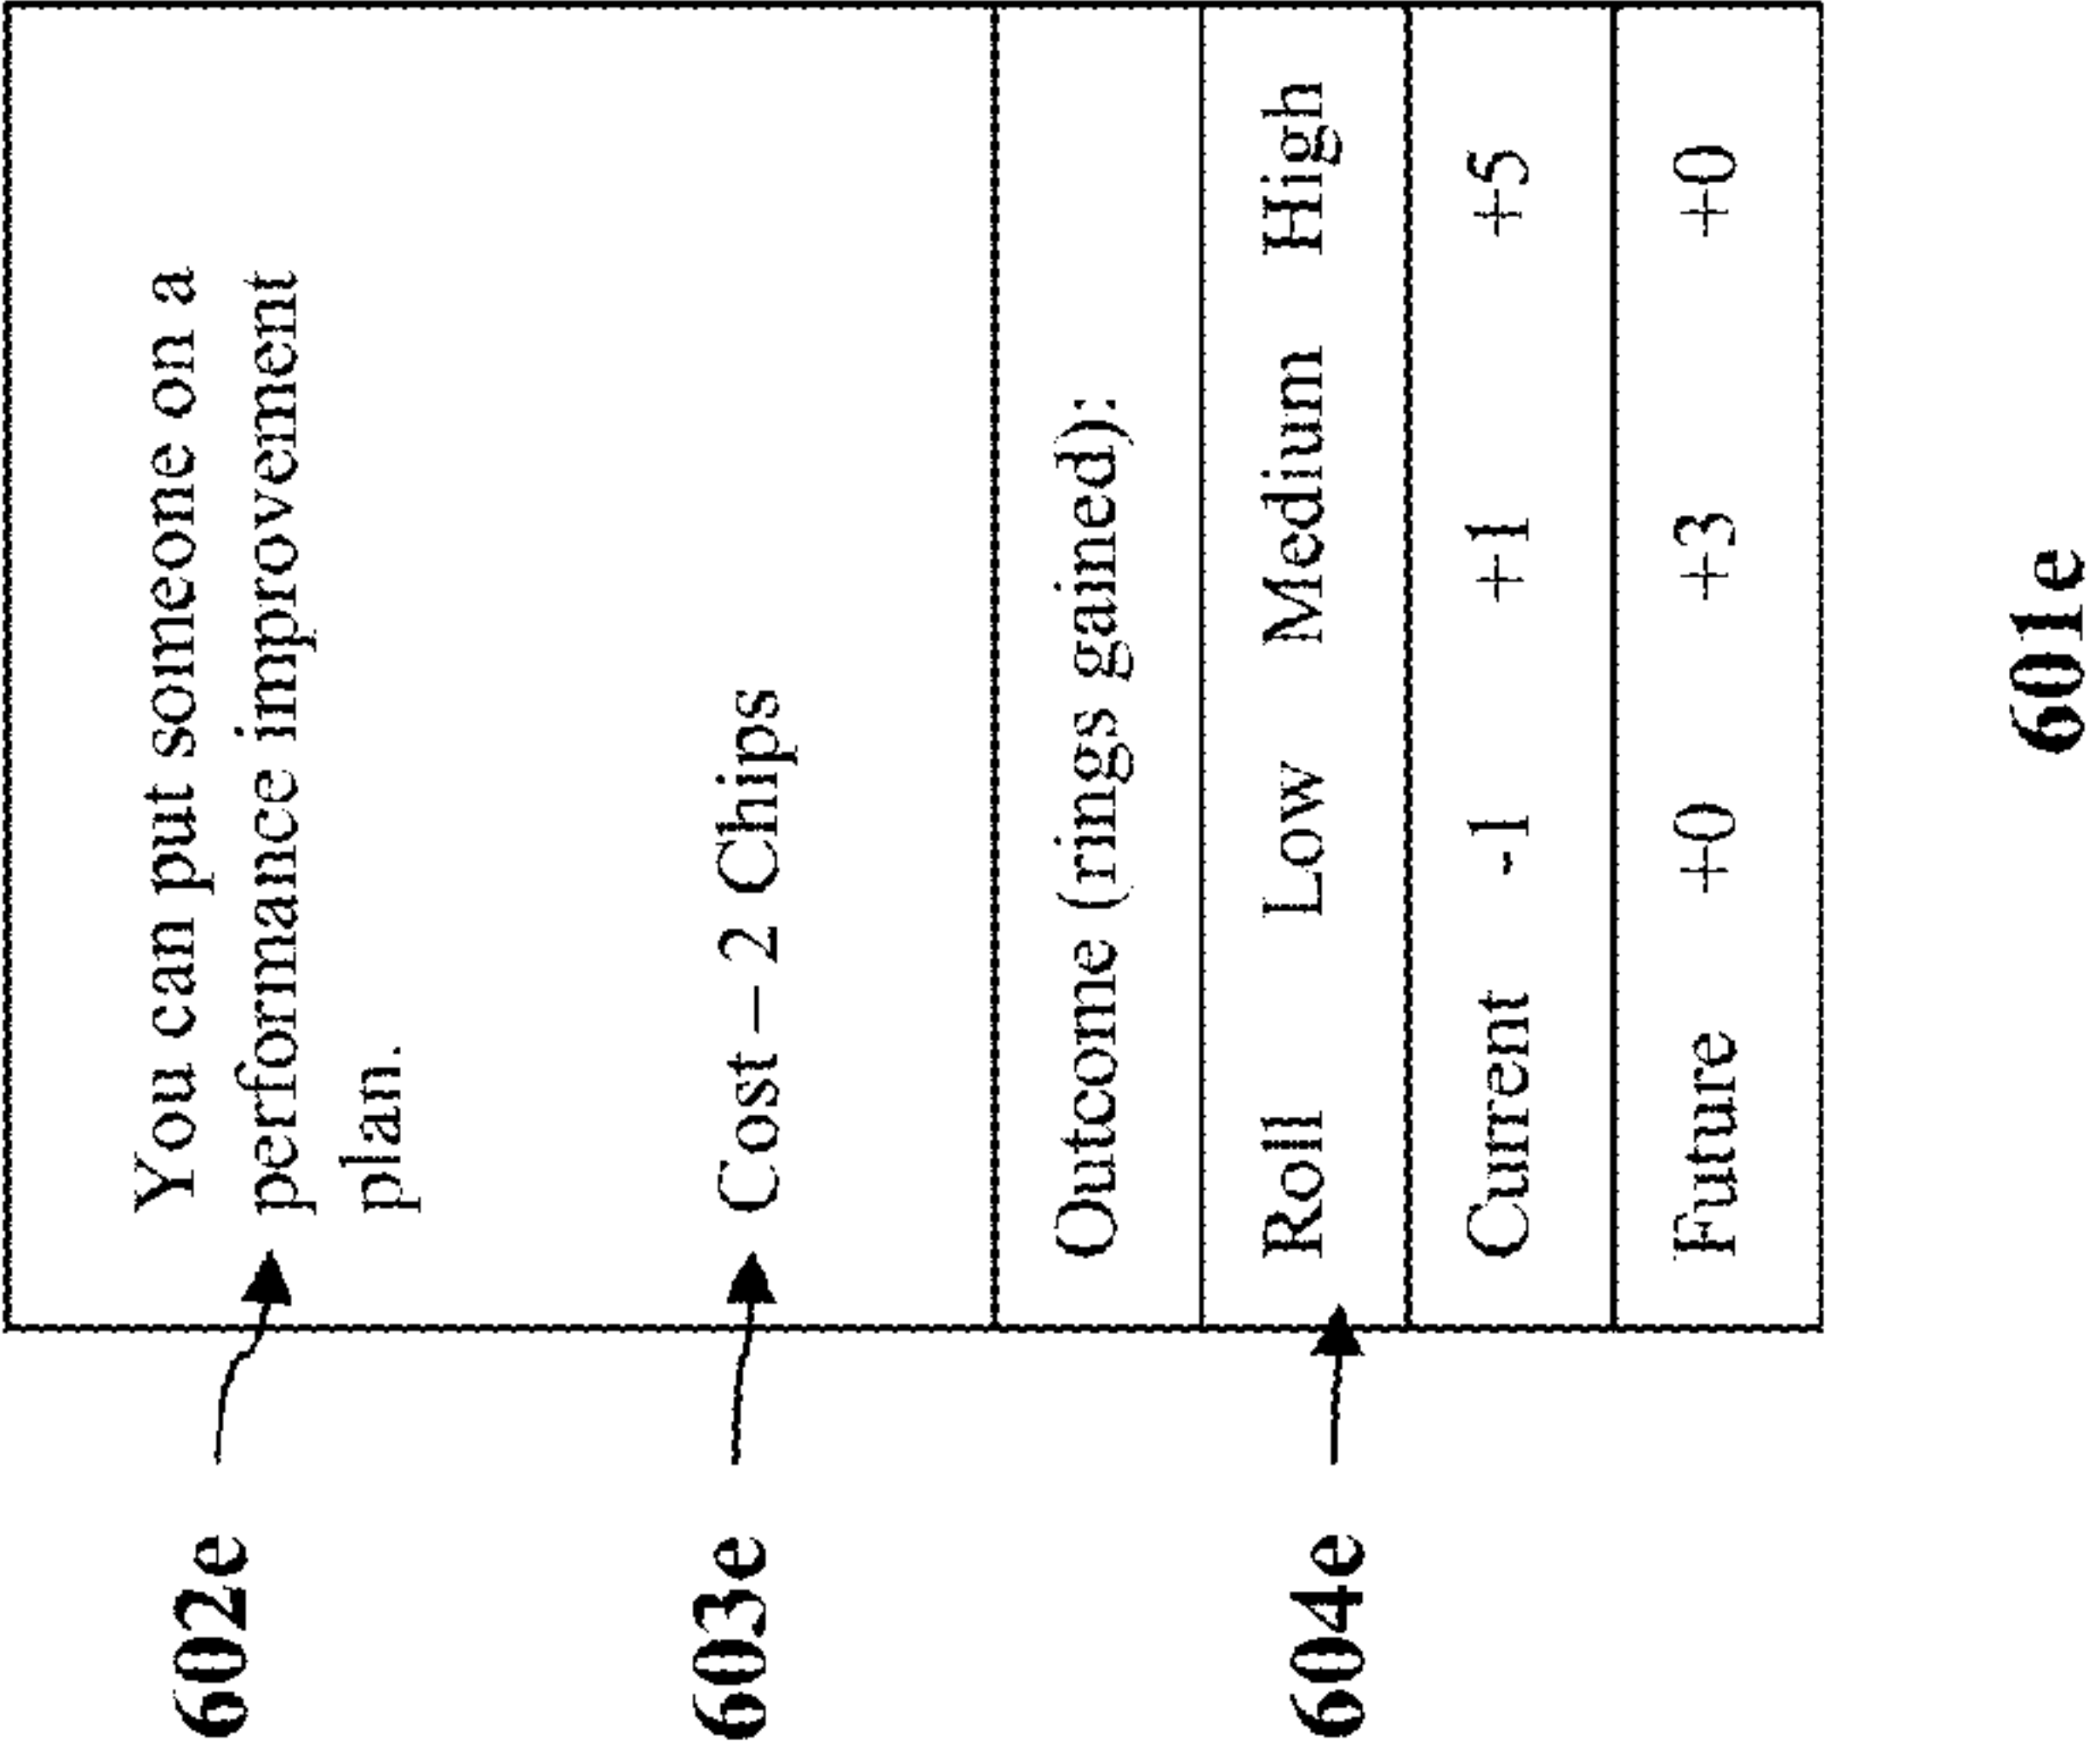 602e
You can put someone on a
performance improvement
plan.
603e
Cost – 2 Chips
Outcome (rings gained):
604e
Roll Low Medium High
Current -1 +1 +5
Future +0 +3 +0
601e